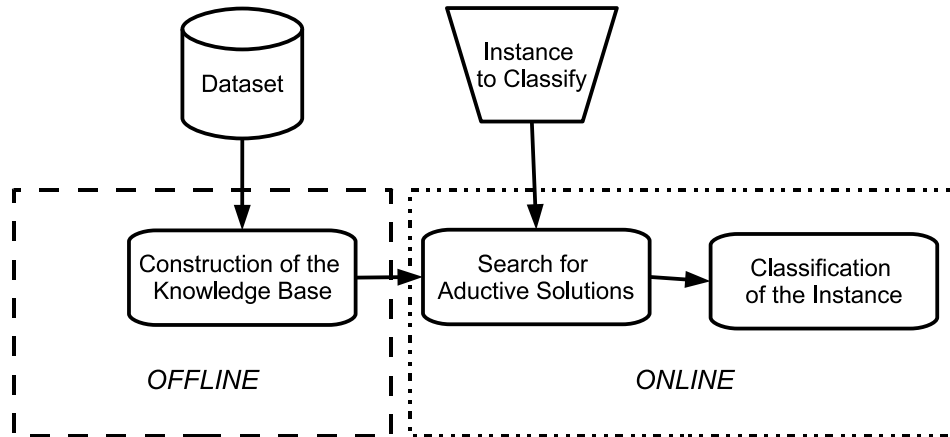 Dataset
Instance
to Classify
Construction of the
Knowledge Base
Search for
Aductive Solutions
Classification
of the Instance
OFFLINE
ONLINE